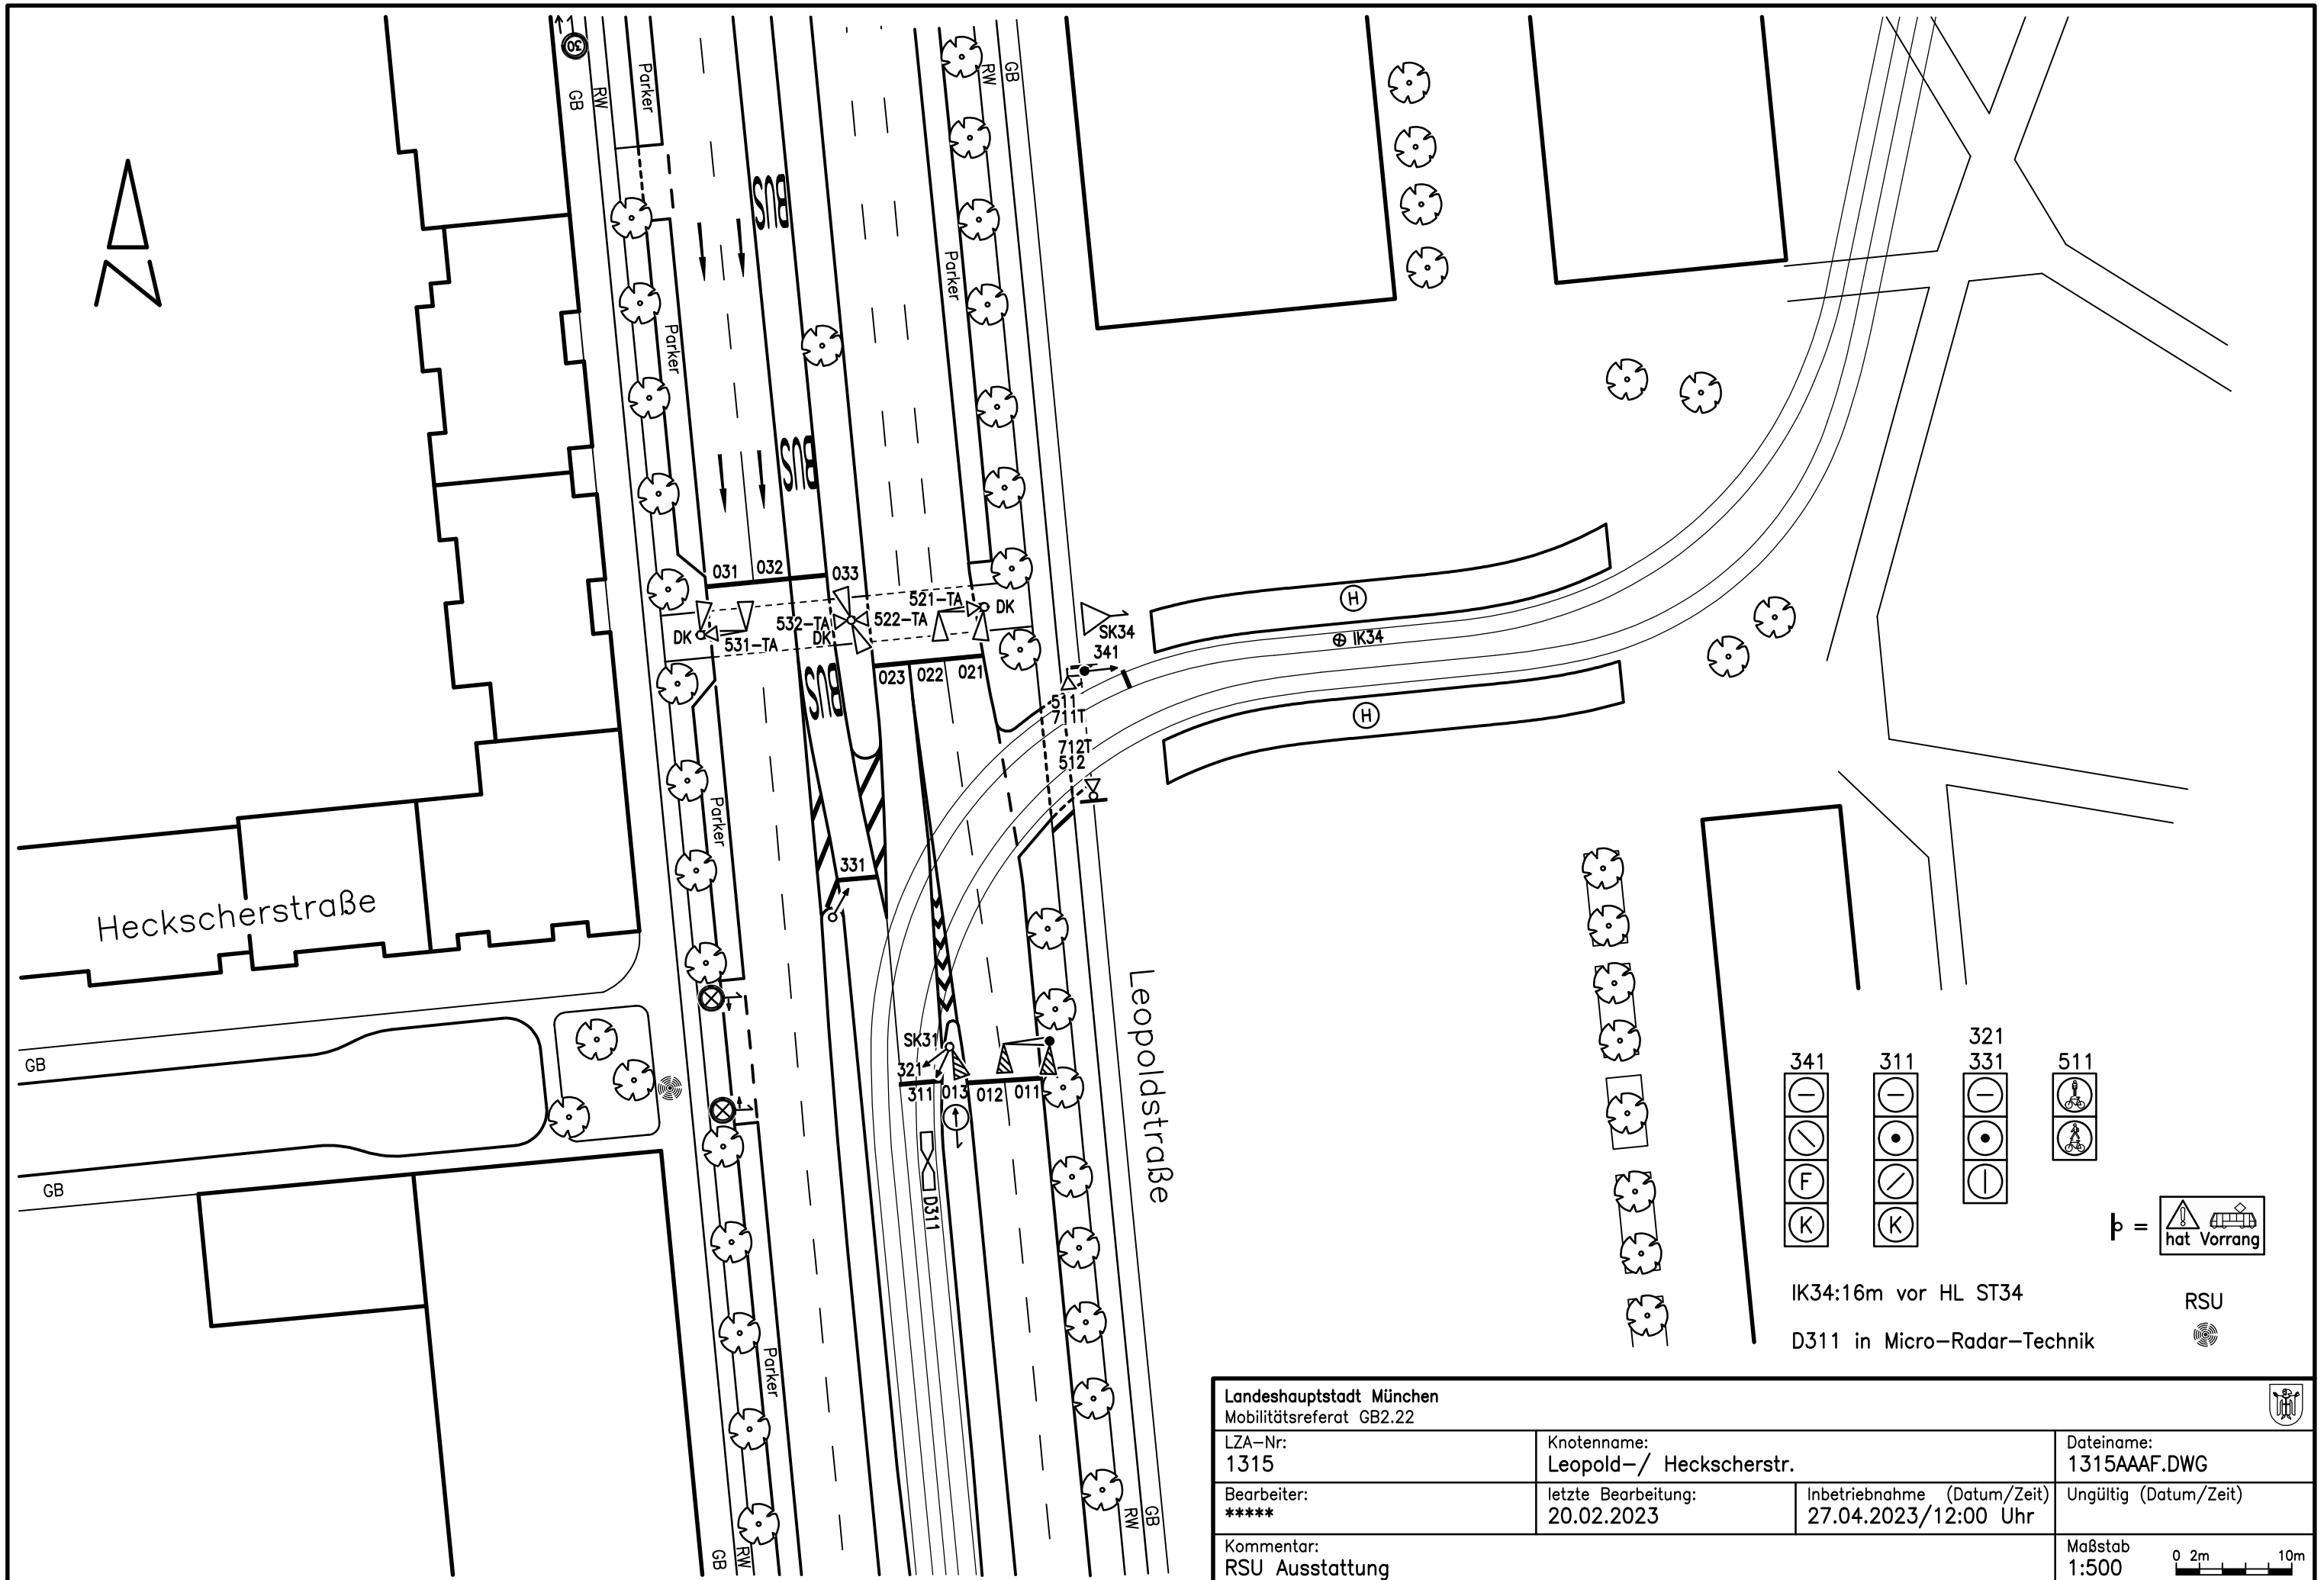 30
GB
RW
Parker
BUS
RW
GB
Parker
Parker
BUS
031
032
033
521-TA
DK
532-TA
522-TA
DK
DK
531-TA
SK34
341
H
IK34
023
022
021
BUS
511
711T
712T
512
H
Parker
331
Heckscherstraße
Leopoldstraße
SK31
321
311
013
012
011
D311
GB
GB
Parker
GB
RW
RW
GB
321
341
311
331
511
F
K
K
=
hat Vorrang
IK34:16m vor HL ST34
RSU
D311 in Micro-Radar-Technik
Landeshauptstadt München
Mobilitätsreferat GB2.22
LZA-Nr:
1315
Knotenname:
Leopold-/ Heckscherstr.
Dateiname:
1315AAAF.DWG
Bearbeiter:
*****
letzte Bearbeitung:
20.02.2023
Inbetriebnahme (Datum/Zeit)
27.04.2023/12:00 Uhr
Ungültig (Datum/Zeit)
Kommentar:
RSU Ausstattung
Maßstab
1:500
0 2m 10m